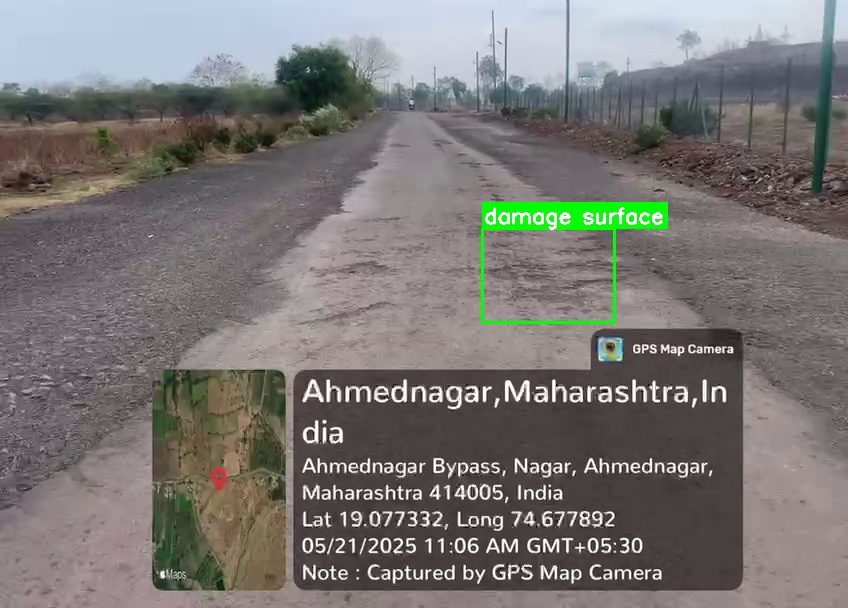 damage surface
GPS Map Camera
Ahmednagar,Maharashtra,In
dia
Ahmednagar Bypass, Nagar, Ahmednagar,
Maharashtra 414005, India
Lat 19.077332, Long 74.677892
05/21/2025 11:06 AM GMT+05:30
Note : Captured by GPS Map Camera
Maps